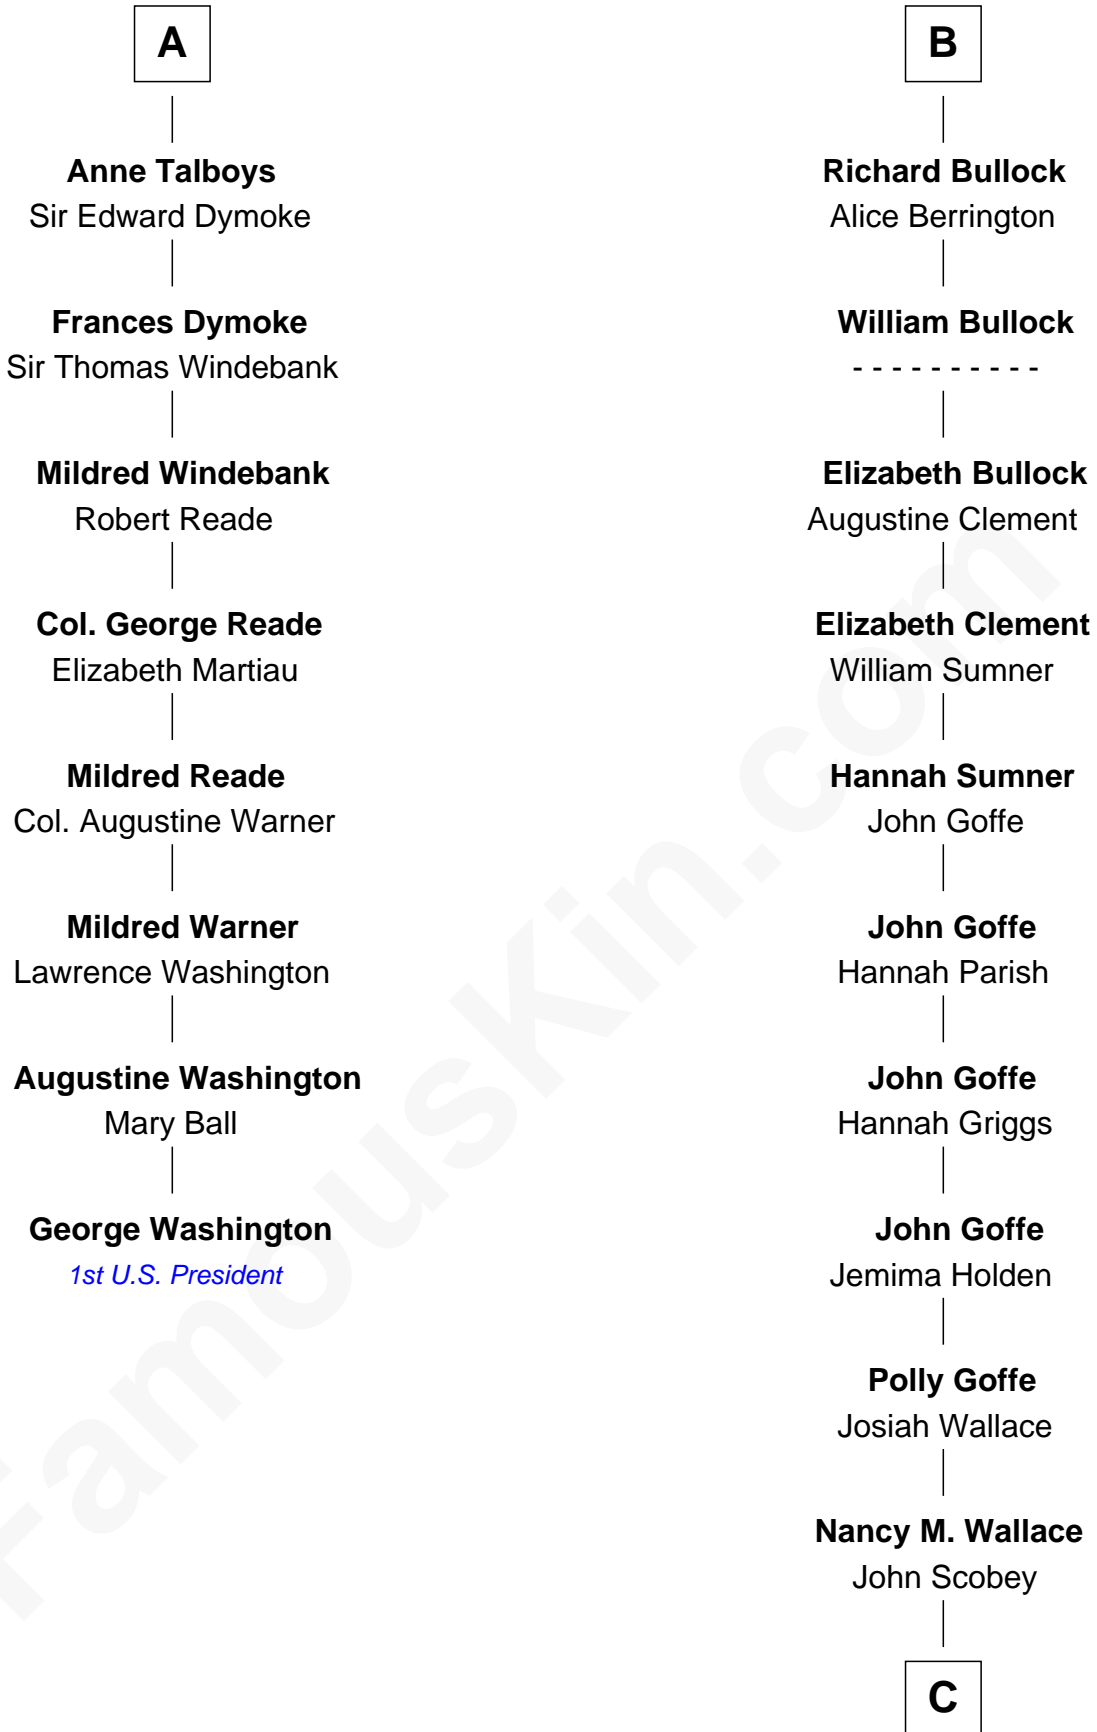 A
Anne Talboys
Sir Edward Dymoke
Frances Dymoke
Sir Thomas Windebank
Mildred Windebank
Robert Reade
Col. George Reade
Elizabeth Martiau
Mildred Reade
Col. Augustine Warner
Mildred Warner
Lawrence Washington
Augustine Washington
Mary Ball
George Washington
1st U.S. President
B
Richard Bullock
Alice Berrington
William Bullock
- - - - - - - - - -
Elizabeth Bullock
Augustine Clement
Elizabeth Clement
William Sumner
Hannah Sumner
John Goffe
John Goffe
Hannah Parish
John Goffe
Hannah Griggs
John Goffe
Jemima Holden
Polly Goffe
Josiah Wallace
Nancy M. Wallace
John Scobey
C
FamousKin.com